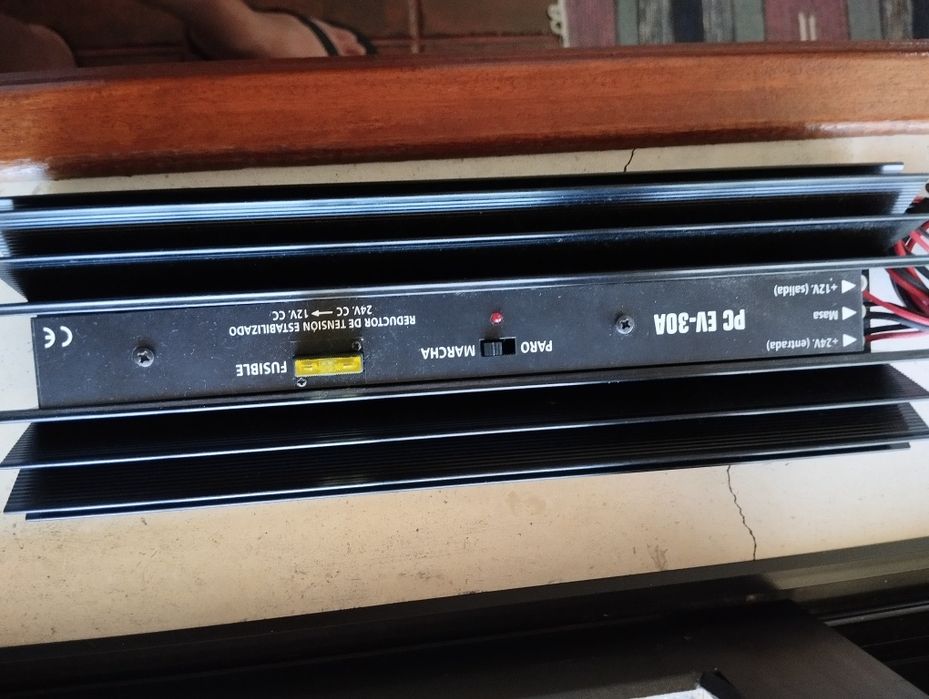 +24V. (entrada)
Masa
+12V. (salida)
PC EV-30A
PARO
MARCHA
FUSIBLE
REDUCTOR DE TENSIÓN ESTABILIZADO
24V. CC → 12V. CC
CE